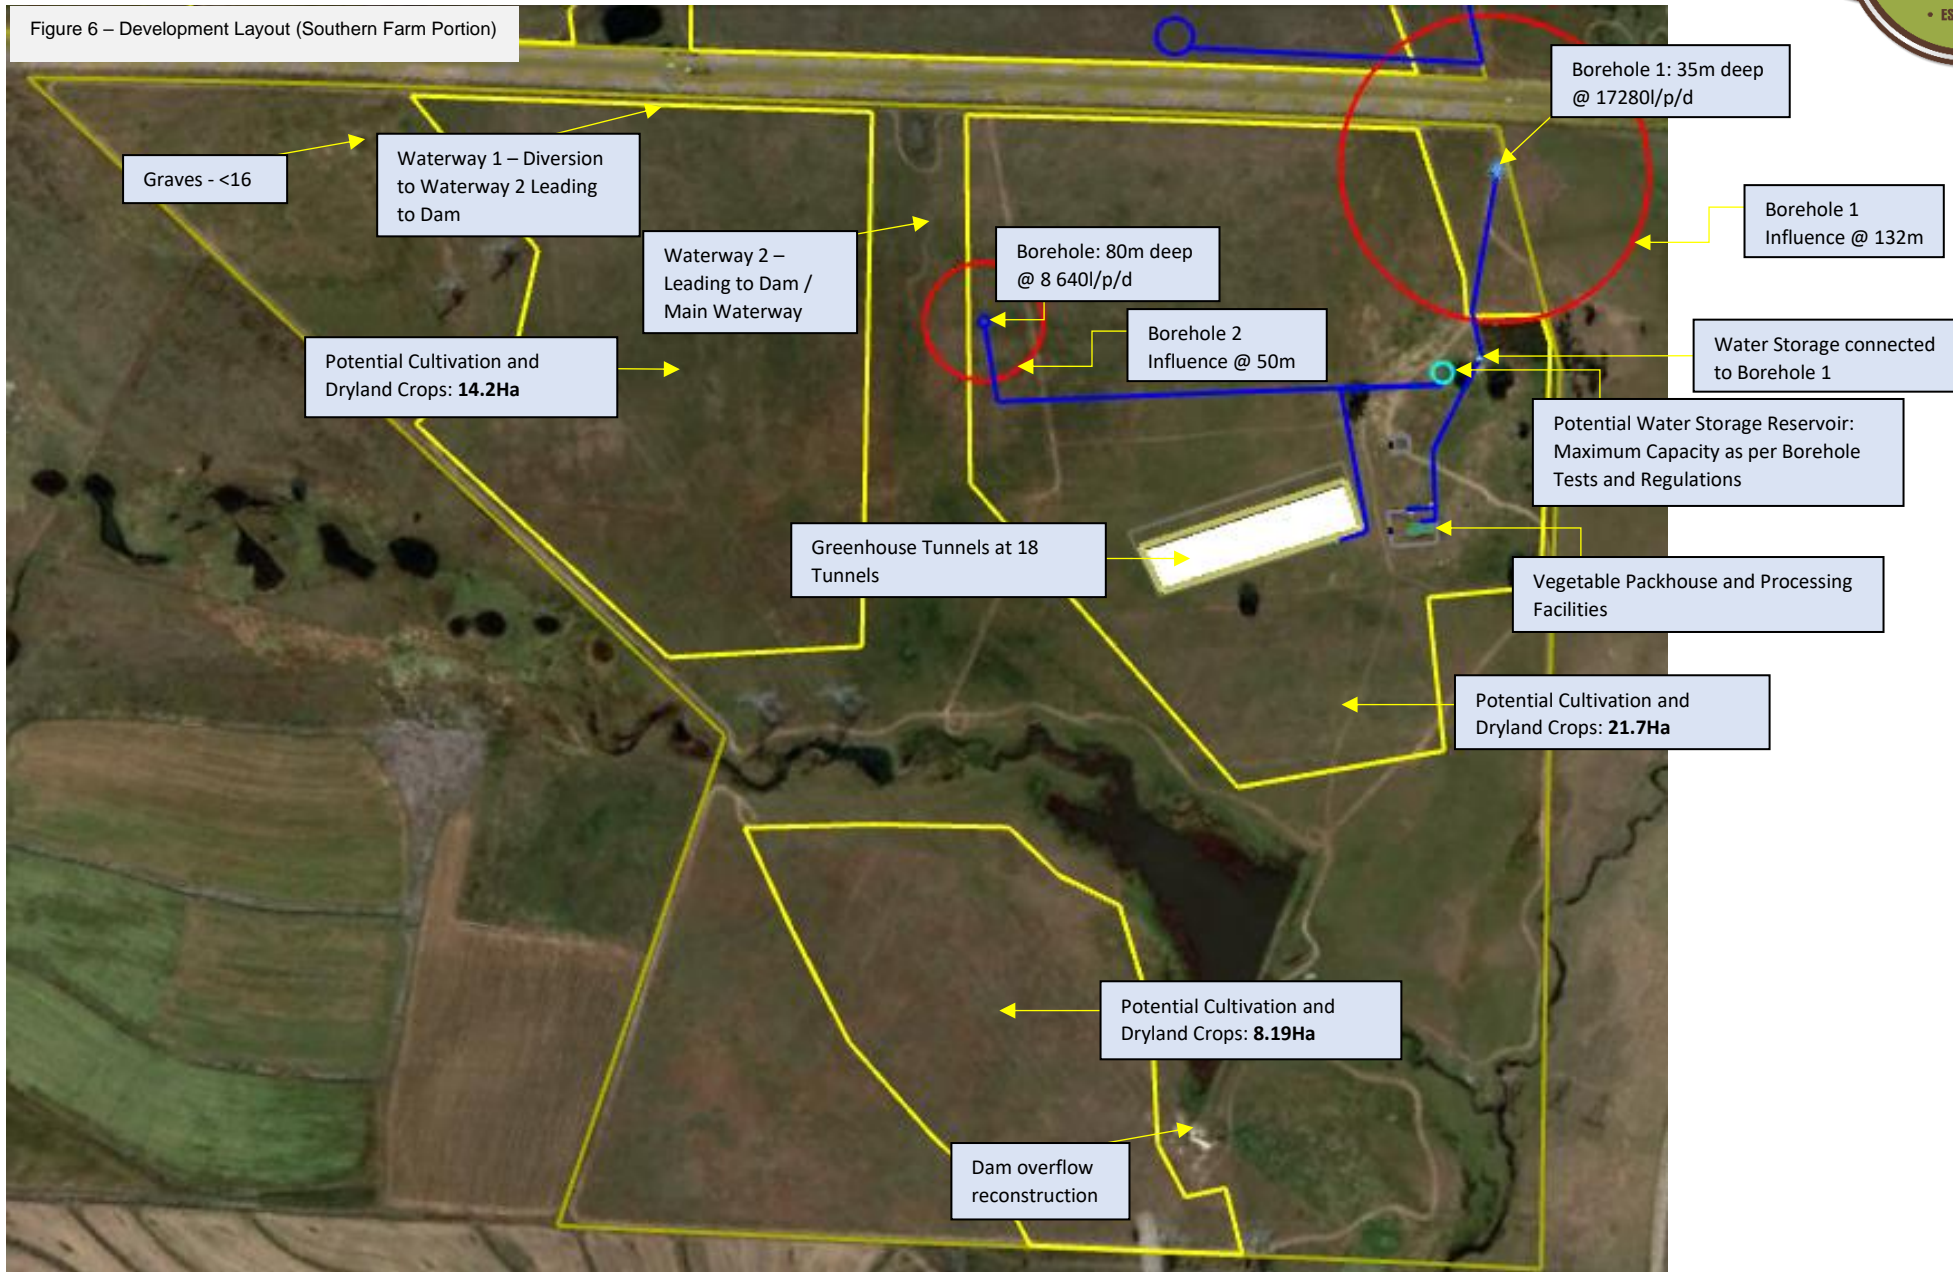 Figure 6 – Development Layout (Southern Farm Portion)
• ES
Borehole 1: 35m deep
@ 17280l/p/d
Graves - <16
Waterway 1 – Diversion
to Waterway 2 Leading
to Dam
Borehole 1
Influence @ 132m
Waterway 2 –
Leading to Dam /
Main Waterway
Borehole: 80m deep
@ 8 640l/p/d
Borehole 2
Influence @ 50m
Water Storage connected
to Borehole 1
Potential Cultivation and
Dryland Crops: 14.2Ha
Potential Water Storage Reservoir:
Maximum Capacity as per Borehole
Tests and Regulations
Greenhouse Tunnels at 18
Tunnels
Vegetable Packhouse and Processing
Facilities
Potential Cultivation and
Dryland Crops: 21.7Ha
Potential Cultivation and
Dryland Crops: 8.19Ha
Dam overflow
reconstruction